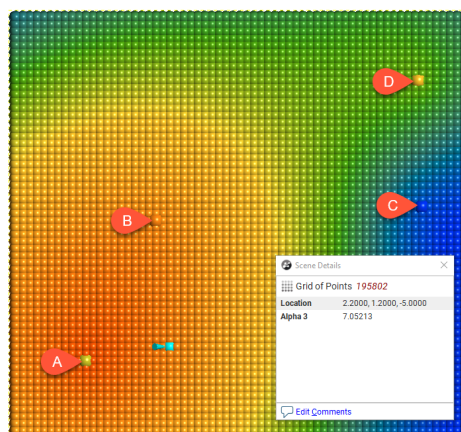 D
C
B
A
Scene Details
Grid of Points 195802
Location 2.2000, 1.2000, -5.0000
Alpha 3 7.05213
Edit Comments